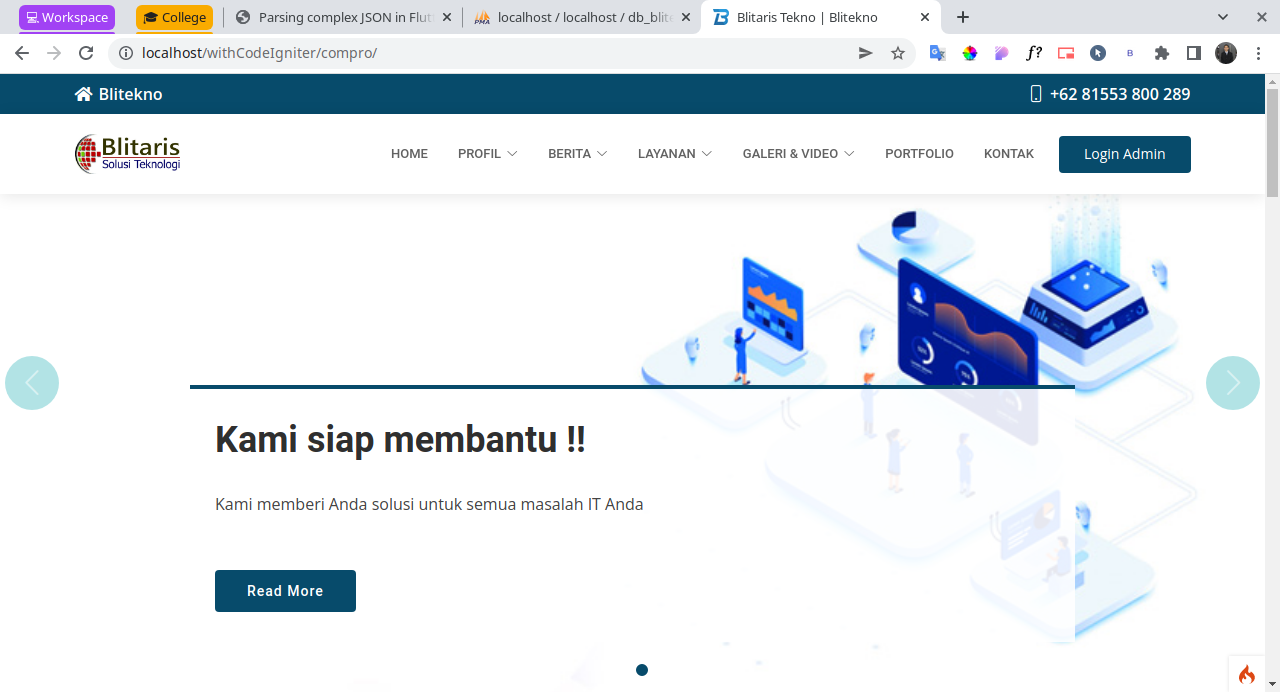 Workspace
College
Parsing complex JSON in Flut
localhost / localhost / db_blite
Blitaris Tekno | Blitekno
localhost/withCodeIgniter/compro/
f?
B
Blitekno
+62 81553 800 289
Blitaris
Solusi Teknologi
HOME
PROFIL
BERITA
LAYANAN
GALERI & VIDEO
PORTFOLIO
KONTAK
Login Admin
Kami siap membantu !!
Kami memberi Anda solusi untuk semua masalah IT Anda
Read More